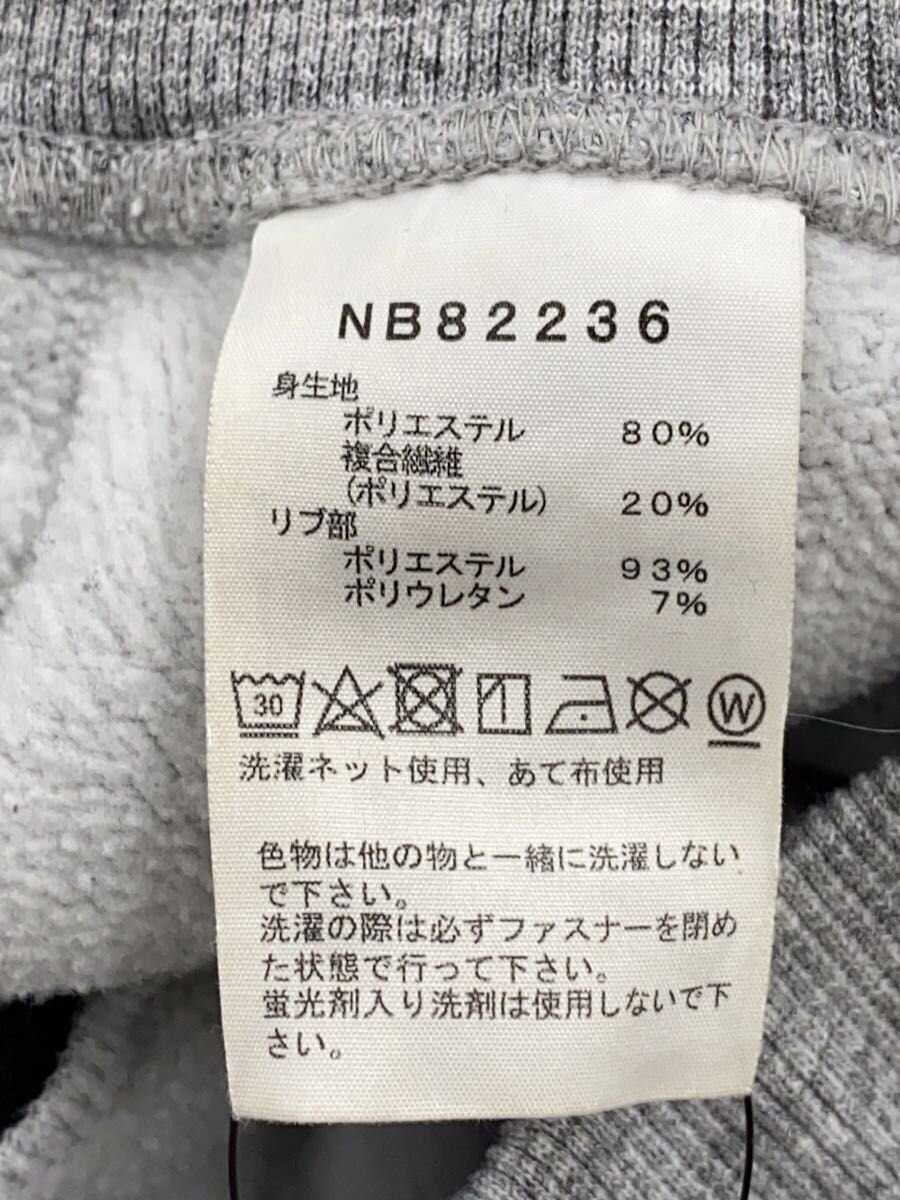 NB82236
身生地
ポリエステル 80%
複合繊維
(ポリエステル) 20%
リブ部
ポリエステル 93%
ポリウレタン 7%
30 W
洗濯ネット使用、あて布使用
色物は他の物と一緒に洗濯しない
で下さい。
洗濯の際は必ずファスナーを閉め
た状態で行って下さい。
蛍光剤入り洗剤は使用しないで下
さい。